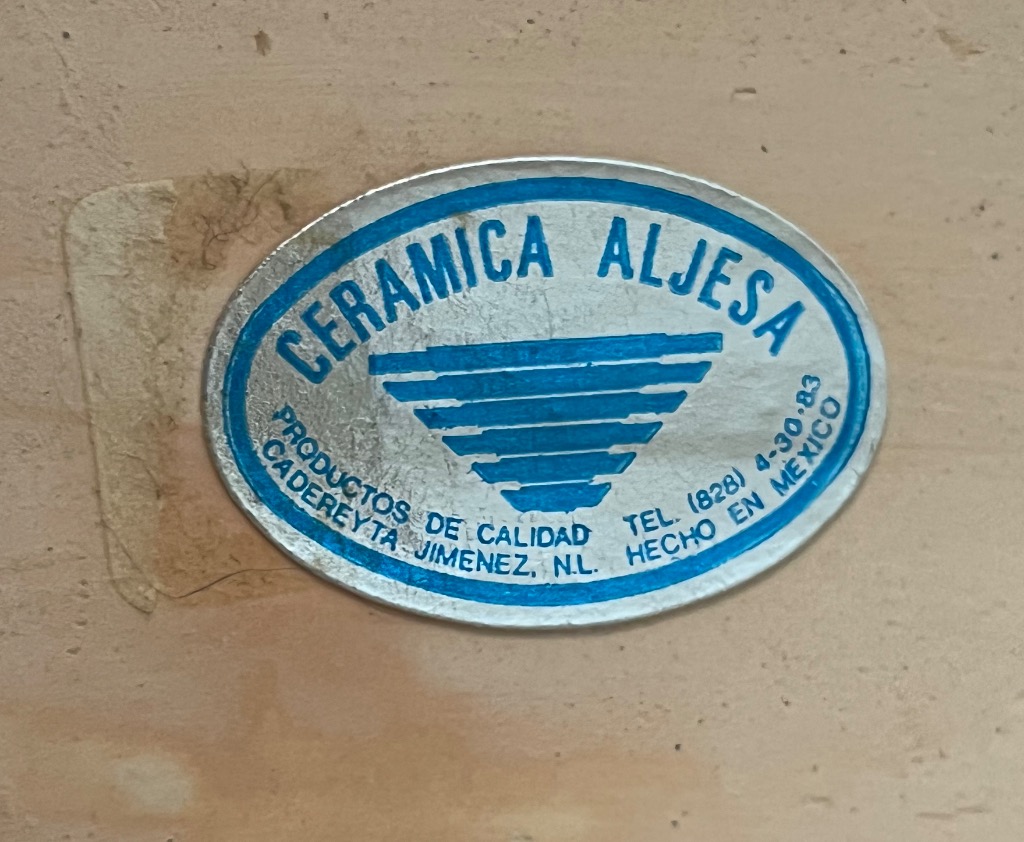 CERAMICA ALJESA
PRODUCTOS DE CALIDAD TEL. (828) 4-30·83
CADEREYTA JIMENEZ, N.L. HECHO EN MEXICO